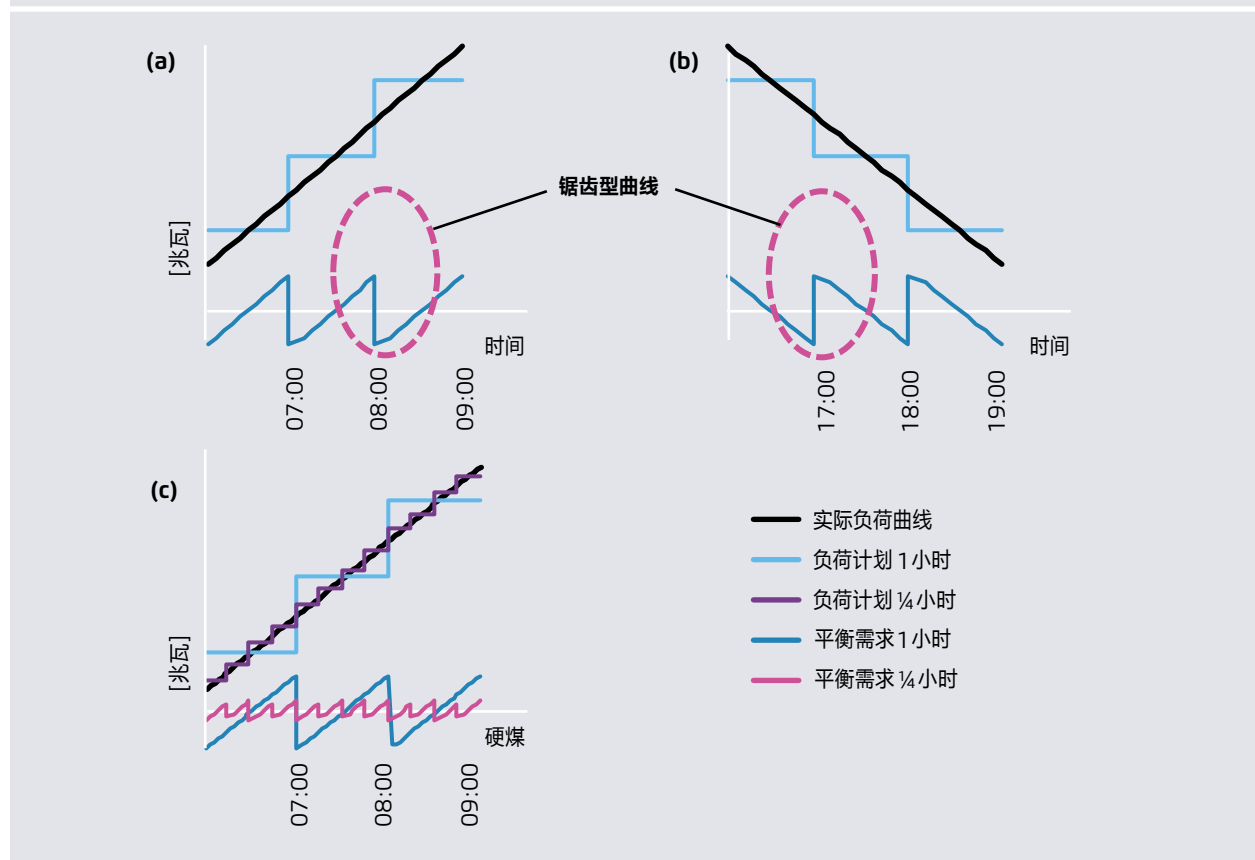 (a)
[兆瓦]
时间
07:00
08:00
09:00
锯齿型曲线
(b)
时间
17:00
18:00
19:00
(c)
[兆瓦]
硬煤
07:00
08:00
09:00
实际负荷曲线
负荷计划 1 小时
负荷计划 ¼ 小时
平衡需求 1 小时
平衡需求 ¼ 小时